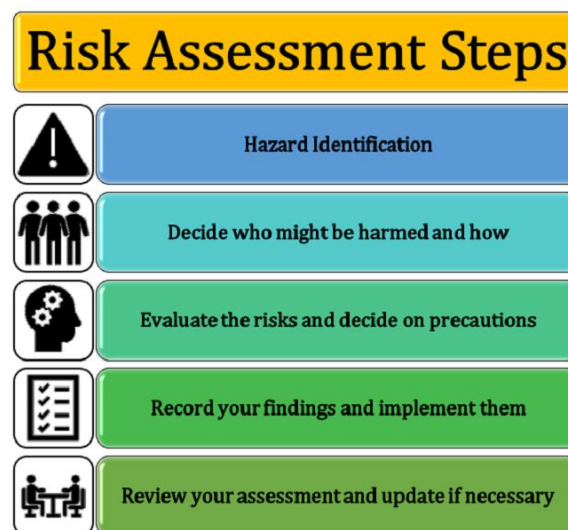 Risk Assessment Steps
Hazard Identification
Decide who might be harmed and how
Evaluate the risks and decide on precautions
Record your findings and implement them
Review your assessment and update if necessary